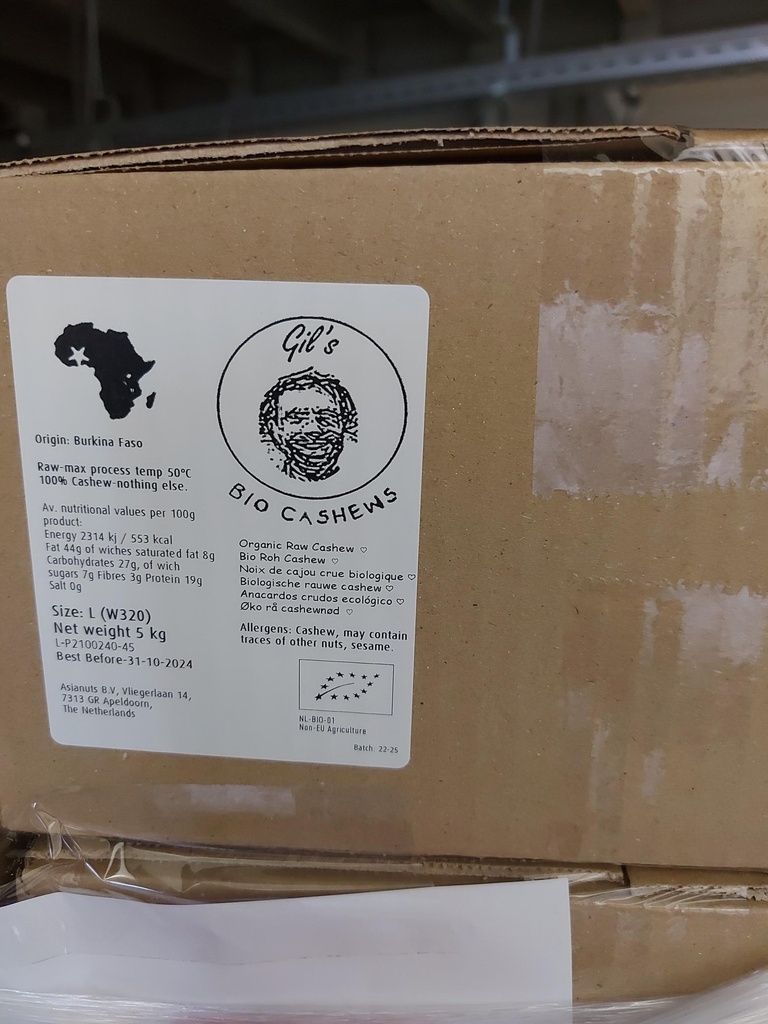 Origin: Burkina Faso
Raw-max process temp 50°C
100% Cashew-nothing else.
Av. nutritional values per 100g
product:
Energy 2314 kj / 553 kcal
Fat 44g of wiches saturated fat 8g
Carbohydrates 27g, of wich
sugars 7g Fibres 3g Protein 19g
Salt 0g
Size: L (W320)
Net weight 5 kg
L-P2100240-45
Best Before-31-10-2024
Asianuts B.V, Vliegerlaan 14,
7313 GR Apeldoorn,
The Netherlands
Gil's
BIO CASHEWS
Organic Raw Cashew ♡
Bio Roh Cashew ♡
Noix de cajou crue biologique ♡
Biologische rauwe cashew ♡
Anacardos crudos ecológico ♡
Øko rå cashewnød ♡
Allergens: Cashew, may contain
traces of other nuts, sesame.
NL-BIO-01
Non-EU Agriculture
Batch: 22-25